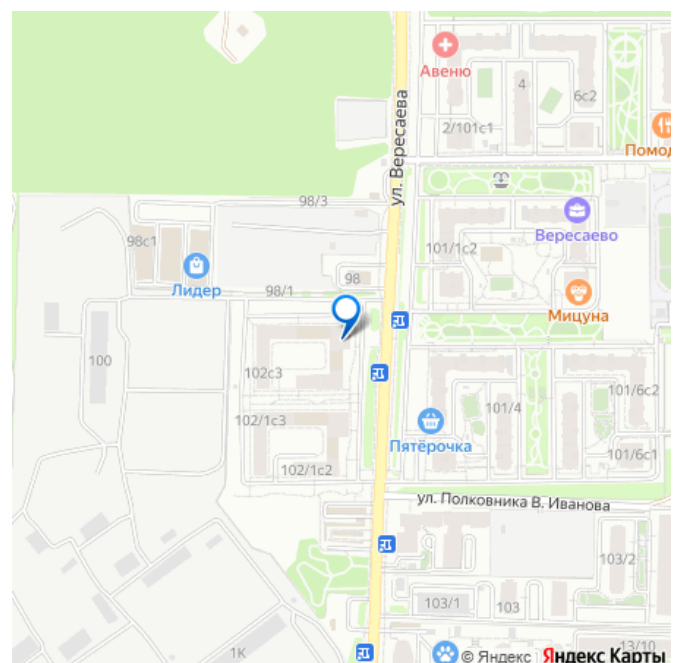 Авеню
4
6с2
2/101с1
Помод
ул. Вересаева
98/3
98с1
Вересаево
101/1с2
98
Лидер
98/1
Мицуна
100
102с3
101/6с2
101/4
102/1с3
Пятёрочка
101/6с1
102/1с2
ул. Полковника В. Иванова
103/2
103/1
103
13/10
1К
© Яндекс
Яндекс Карты